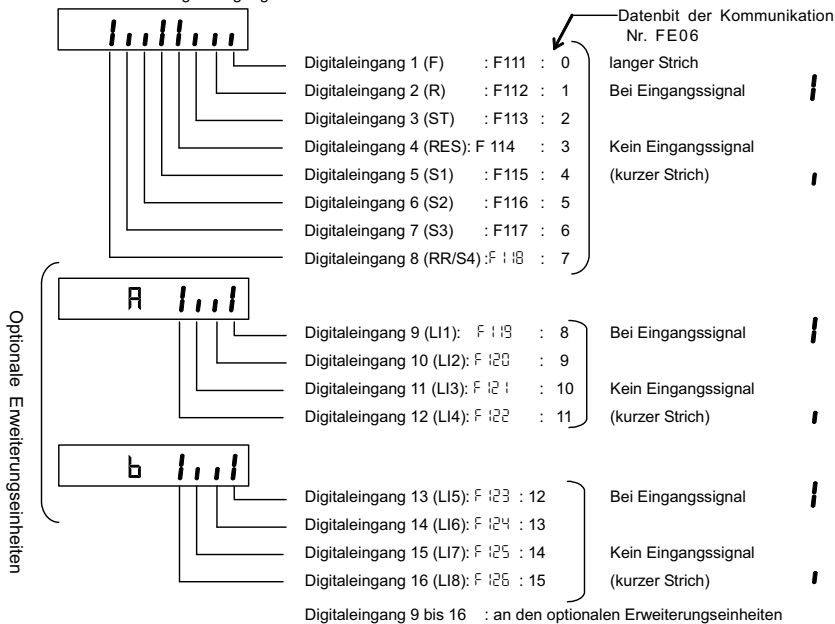 Datenbit der Kommunikation
Nr. FE06
Digitaleingang 1 (F) : F111 : 0 langer Strich
Digitaleingang 2 (R) : F112 : 1 Bei Eingangssignal
Digitaleingang 3 (ST) : F113 : 2
Digitaleingang 4 (RES): F 114 : 3 Kein Eingangssignal
Digitaleingang 5 (S1) : F115 : 4 (kurzer Strich)
Digitaleingang 6 (S2) : F116 : 5
Digitaleingang 7 (S3) : F117 : 6
Digitaleingang 8 (RR/S4) :F118 : 7
Optionale Erweiterungseinheiten
A
Digitaleingang 9 (LI1): F119 : 8 Bei Eingangssignal
Digitaleingang 10 (LI2): F120 : 9
Digitaleingang 11 (LI3): F121 : 10 Kein Eingangssignal
Digitaleingang 12 (LI4): F122 : 11 (kurzer Strich)
b
Digitaleingang 13 (LI5): F123 : 12 Bei Eingangssignal
Digitaleingang 14 (LI6): F124 : 13
Digitaleingang 15 (LI7): F125 : 14 Kein Eingangssignal
Digitaleingang 16 (LI8): F126 : 15 (kurzer Strich)
Digitaleingang 9 bis 16 : an den optionalen Erweiterungseinheiten